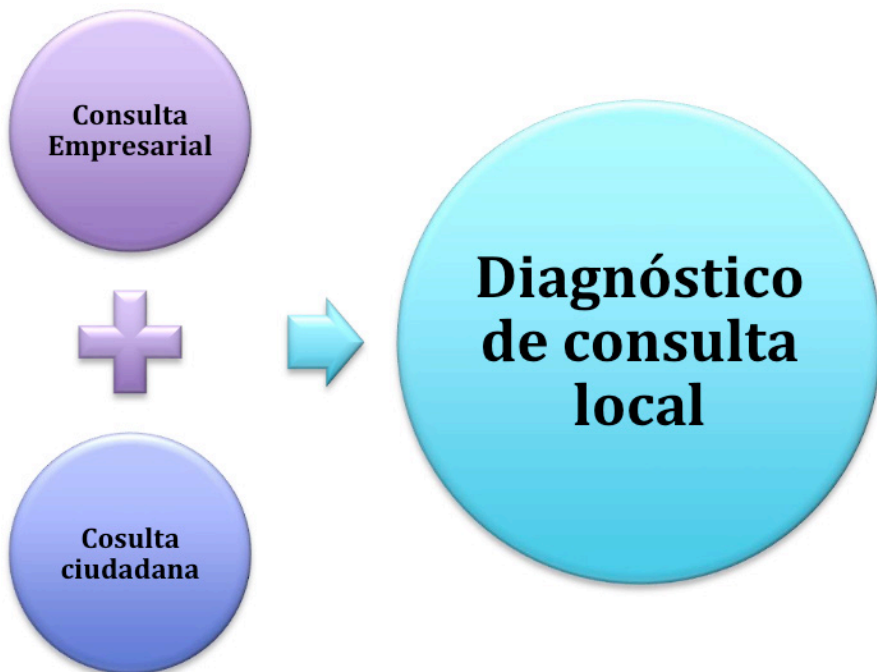 Consulta
Empresarial
Cosulta
ciudadana
Diagnóstico
de consulta
local